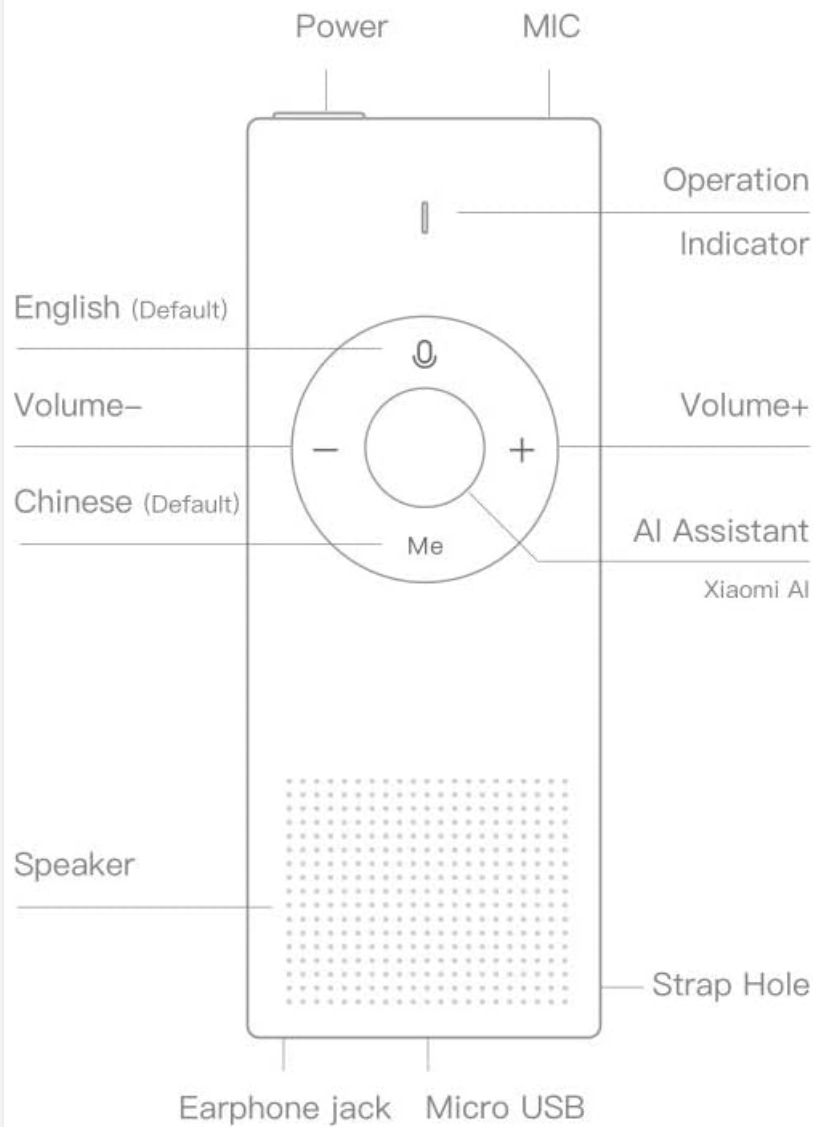 Power
MIC
Operation
Indicator
English (Default)
Volume–
Volume+
Chinese (Default)
Me
AI Assistant
Xiaomi AI
Speaker
Strap Hole
Earphone jack
Micro USB